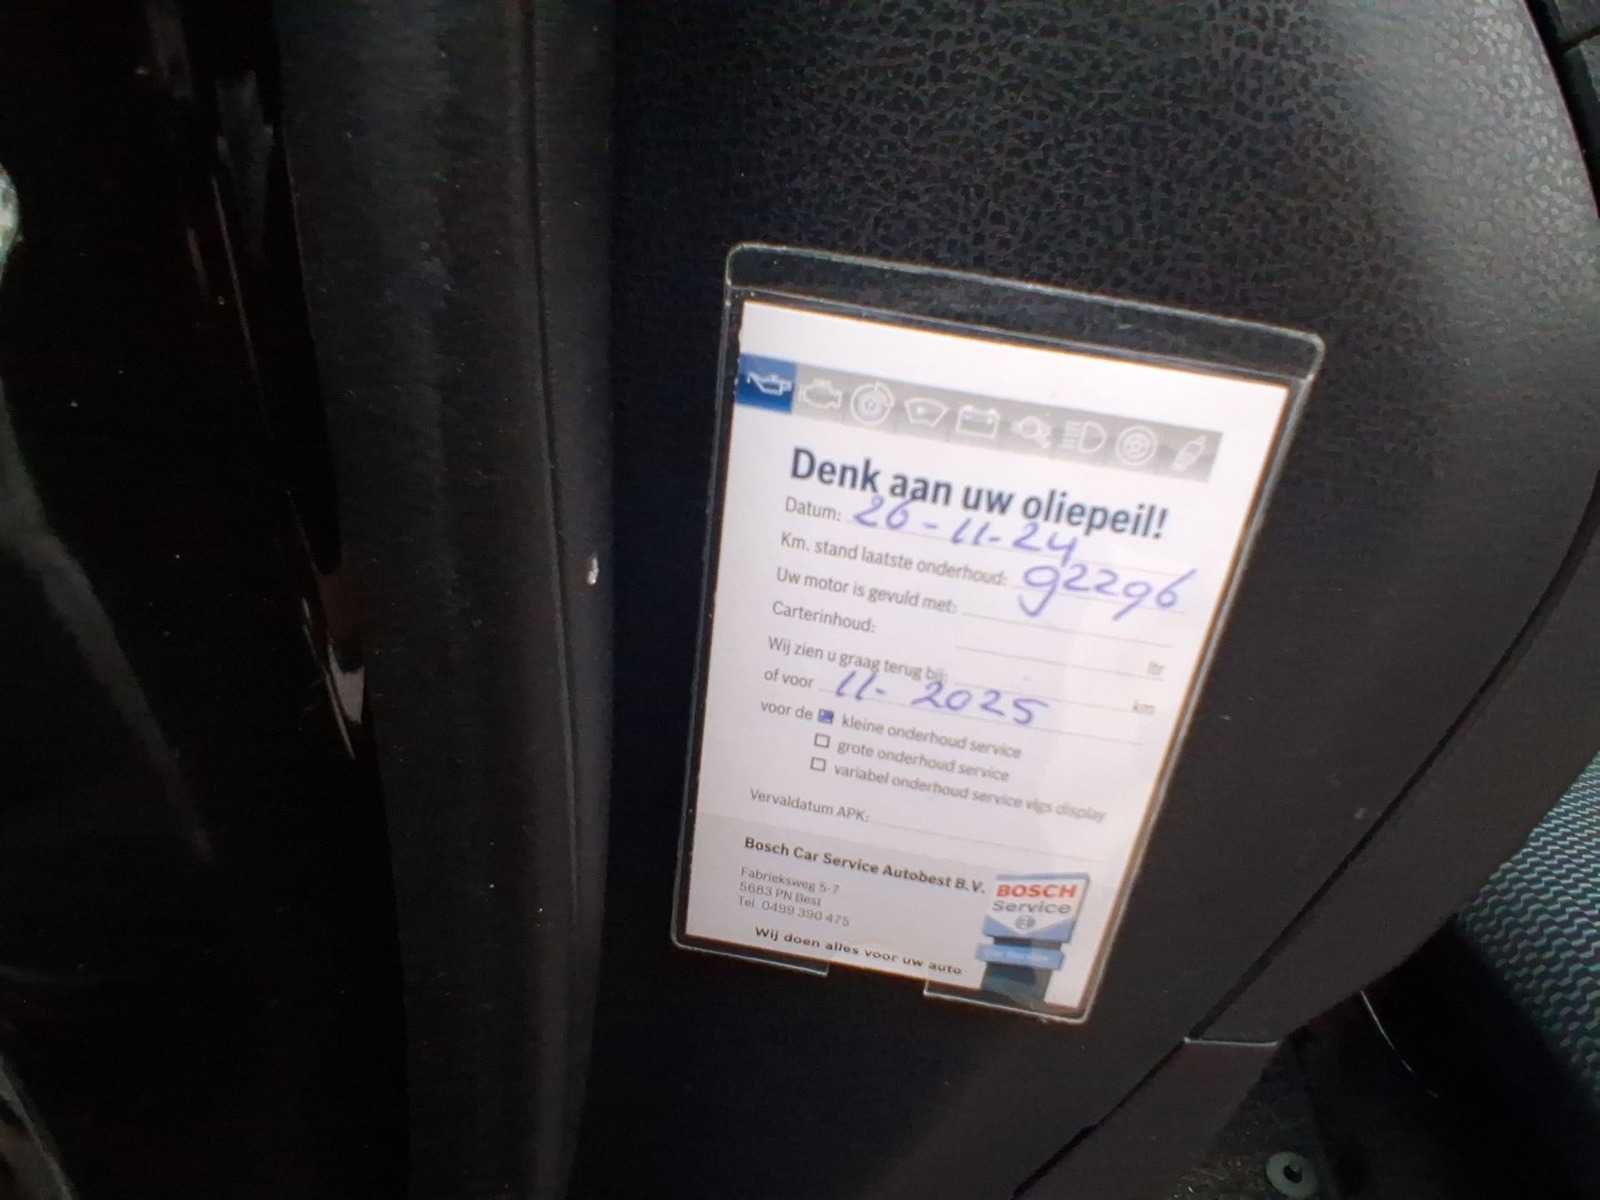 Denk aan uw oliepeil!
Datum: 26-11-24
Km. stand laatste onderhoud: 92296
Uw motor is gevuld met:
Carterinhoud: ltr
Wij zien u graag terug bij: km
of voor 11-2025
voor de kleine onderhoud service
grote onderhoud service
variabel onderhoud service vlgs display
Vervaldatum APK:
Bosch Car Service Autobest B.V.
Fabrieksweg 5-7
5683 PN Best
Tel. 0499 390 475
Wij doen alles voor uw auto
BOSCH
Service